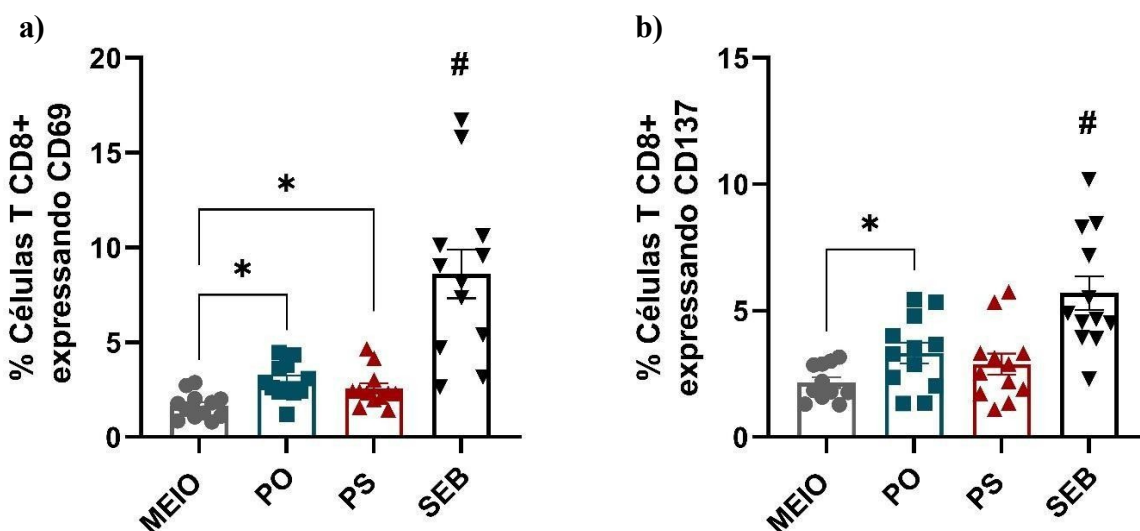 a)
% Células T CD8+
expressando CD69
20
15
10
5
0
#
*
*
MEIO
PO
PS
SEB
b)
% Células T CD8+
expressando CD137
15
10
5
0
#
*
MEIO
PO
PS
SEB